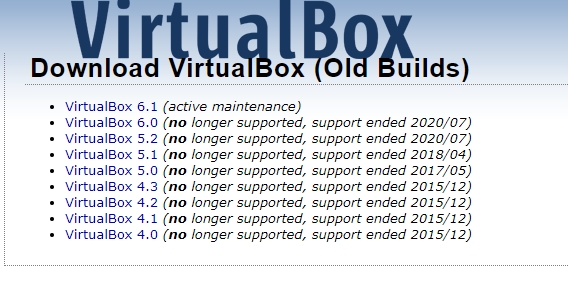 VirtualBox
Download VirtualBox (Old Builds)
VirtualBox 6.1 (active maintenance)
VirtualBox 6.0 (no longer supported, support ended 2020/07)
VirtualBox 5.2 (no longer supported, support ended 2020/07)
VirtualBox 5.1 (no longer supported, support ended 2018/04)
VirtualBox 5.0 (no longer supported, support ended 2017/05)
VirtualBox 4.3 (no longer supported, support ended 2015/12)
VirtualBox 4.2 (no longer supported, support ended 2015/12)
VirtualBox 4.1 (no longer supported, support ended 2015/12)
VirtualBox 4.0 (no longer supported, support ended 2015/12)